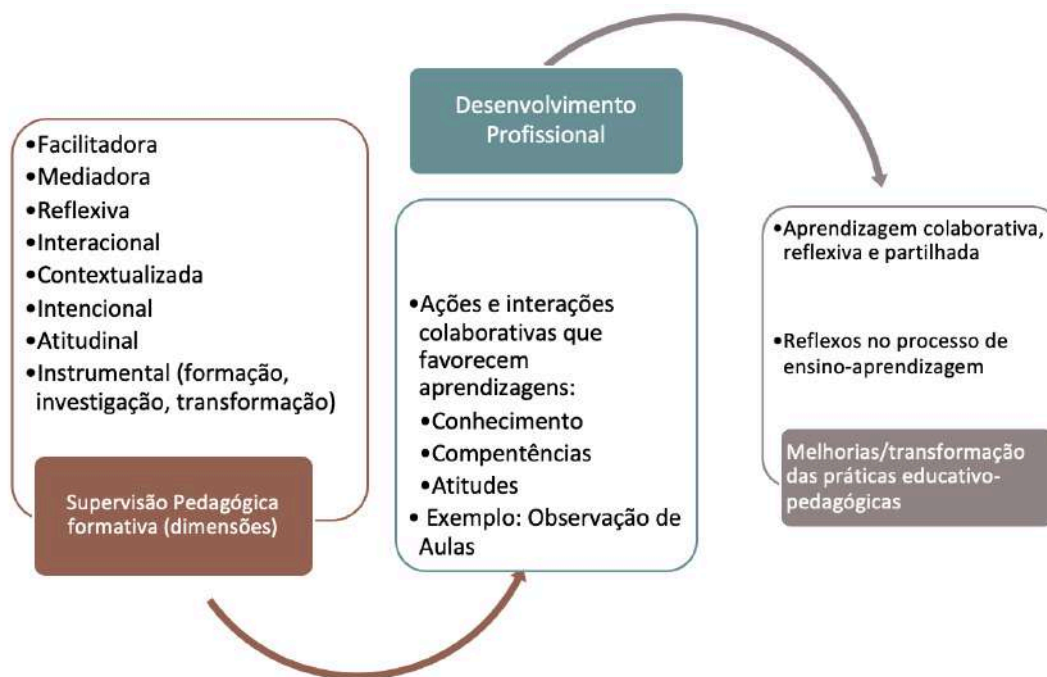 •Facilitadora
•Mediadora
•Reflexiva
•Interacional
•Contextualizada
•Intencional
•Atitudinal
•Instrumental (formação,
investigação, transformação)
Supervisão Pedagógica
formativa (dimensões)
Desenvolvimento
Profissional
•Ações e interações
colaborativas que
favorecem
aprendizagens:
•Conhecimento
•Compentências
•Atitudes
• Exemplo: Observação de
Aulas
•Aprendizagem colaborativa,
reflexiva e partilhada
•Reflexos no processo de
ensino-aprendizagem
Melhorias/transformação
das práticas educativo-
pedagógicas